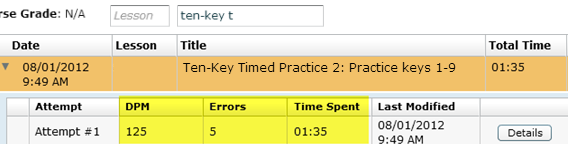 rse Grade: N/A Lesson ten-key t
Date Lesson Title Total Time
08/01/2012 Ten-Key Timed Practice 2: Practice keys 1-9 01:35
9:49 AM
Attempt DPM Errors Time Spent Last Modified
Attempt #1 125 5 01:35 08/01/2012 Details
9:49 AM